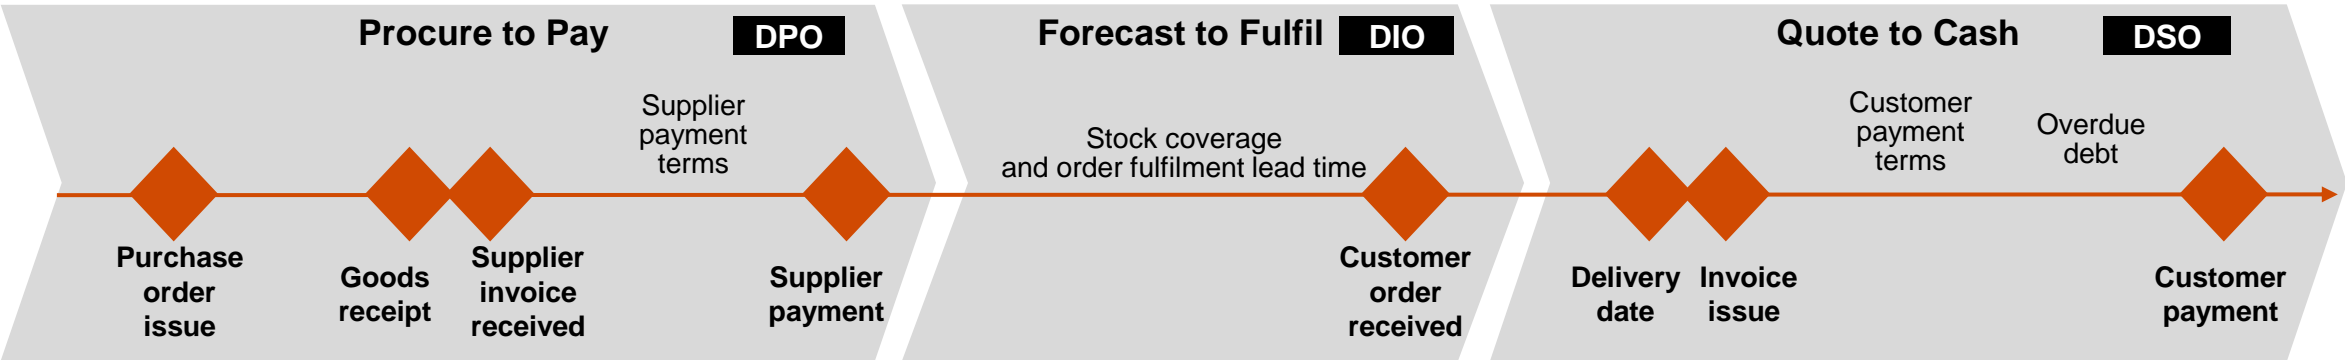 Procure to Pay
DPO
Supplier
payment
terms
Purchase
order
issue
Goods
receipt
Supplier
invoice
received
Supplier
payment
Forecast to Fulfil
DIO
Stock coverage
and order fulfilment lead time
Customer
order
received
Quote to Cash
DSO
Customer
payment
terms
Overdue
debt
Delivery
date
Invoice
issue
Customer
payment